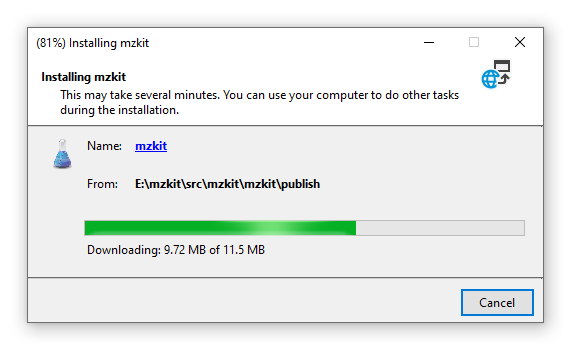 (81%) Installing mzkit
Installing mzkit
This may take several minutes. You can use your computer to do other tasks
during the installation.
Name: mzkit
From: E:\mzkit\src\mzkit\mzkit\publish
Downloading: 9.72 MB of 11.5 MB
Cancel